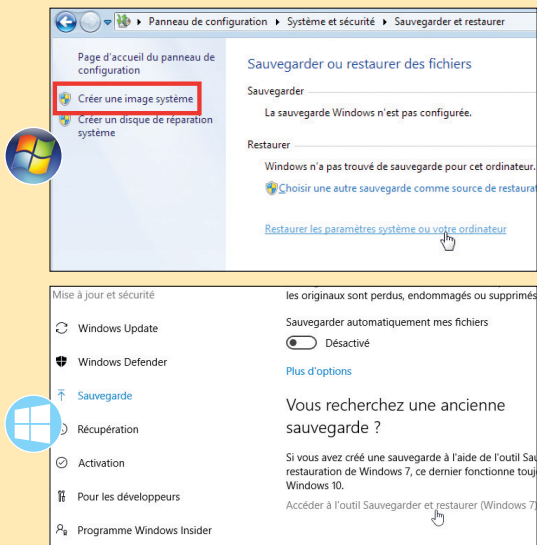 Panneau de configuration ▸ Système et sécurité ▸ Sauvegarder et restaurer
Page d'accueil du panneau de
configuration
Créer une image système
Créer un disque de réparation
système
Sauvegarder ou restaurer des fichiers
Sauvegarder
La sauvegarde Windows n'est pas configurée.
Restaurer
Windows n'a pas trouvé de sauvegarde pour cet ordinateur.
Choisir une autre sauvegarde comme source de restaurat
Restaurer les paramètres système ou votre ordinateur
Mise à jour et sécurité
Windows Update
Windows Defender
Sauvegarde
Récupération
Activation
Pour les développeurs
Programme Windows Insider
les originaux sont perdus, endommagés ou supprimés
Sauvegarder automatiquement mes fichiers
Désactivé
Plus d'options
Vous recherchez une ancienne
sauvegarde ?
Si vous avez créé une sauvegarde à l'aide de l'outil Sau
restauration de Windows 7, ce dernier fonctionne touj
Windows 10.
Accéder à l'outil Sauvegarder et restaurer (Windows 7)